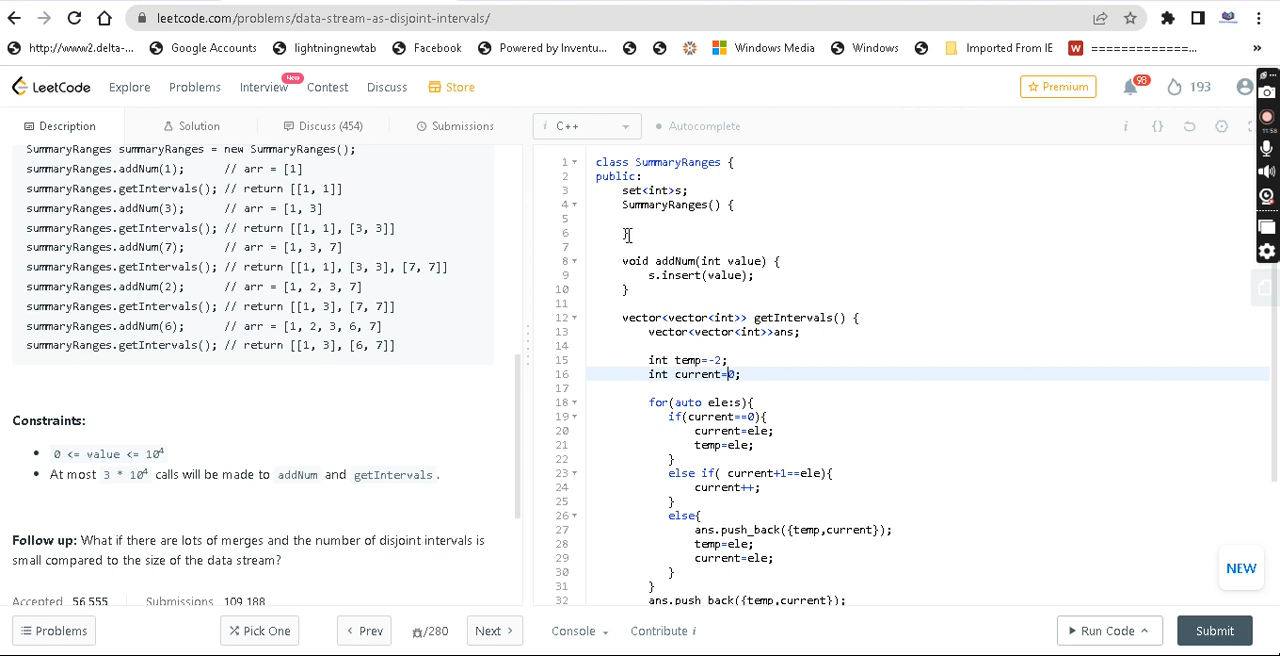 leetcode.com/problems/data-stream-as-disjoint-intervals/
http://www2.delta-... Google Accounts lightningnewtab Facebook Powered by Inventu... Windows Media Windows Imported From IE W =============... »
LeetCode Explore Problems Interview New Contest Discuss Store Premium 98 193
Description Solution Discuss (454) Submissions i C++ Autocomplete i {}
11:58
SummaryRanges summaryRanges = new SummaryRanges();
summaryRanges.addNum(1); // arr = [1]
summaryRanges.getIntervals(); // return [[1, 1]]
summaryRanges.addNum(3); // arr = [1, 3]
summaryRanges.getIntervals(); // return [[1, 1], [3, 3]]
summaryRanges.addNum(7); // arr = [1, 3, 7]
summaryRanges.getIntervals(); // return [[1, 1], [3, 3], [7, 7]]
summaryRanges.addNum(2); // arr = [1, 2, 3, 7]
summaryRanges.getIntervals(); // return [[1, 3], [7, 7]]
summaryRanges.addNum(6); // arr = [1, 2, 3, 6, 7]
summaryRanges.getIntervals(); // return [[1, 3], [6, 7]]
Constraints:
0 <= value <= 10⁴
At most 3 * 10⁴ calls will be made to addNum and getIntervals.
Follow up: What if there are lots of merges and the number of disjoint intervals is
small compared to the size of the data stream?
Accepted 56,555 Submissions 109,188
1 class SummaryRanges {
2 public:
3 set<int>s;
4 SummaryRanges() {
5
6 }
7
8 void addNum(int value) {
9 s.insert(value);
10 }
11
12 vector<vector<int>> getIntervals() {
13 vector<vector<int>>ans;
14
15 int temp=-2;
16 int current=0;
17
18 for(auto ele:s){
19 if(current==0){
20 current=ele;
21 temp=ele;
22 }
23 else if( current+1==ele){
24 current++;
25 }
26 else{
27 ans.push_back({temp,current});
28 temp=ele;
29 current=ele;
30 }
31 }
32 ans.push_back({temp,current});
NEW
Problems Pick One Prev /280 Next Console Contribute i Run Code Submit